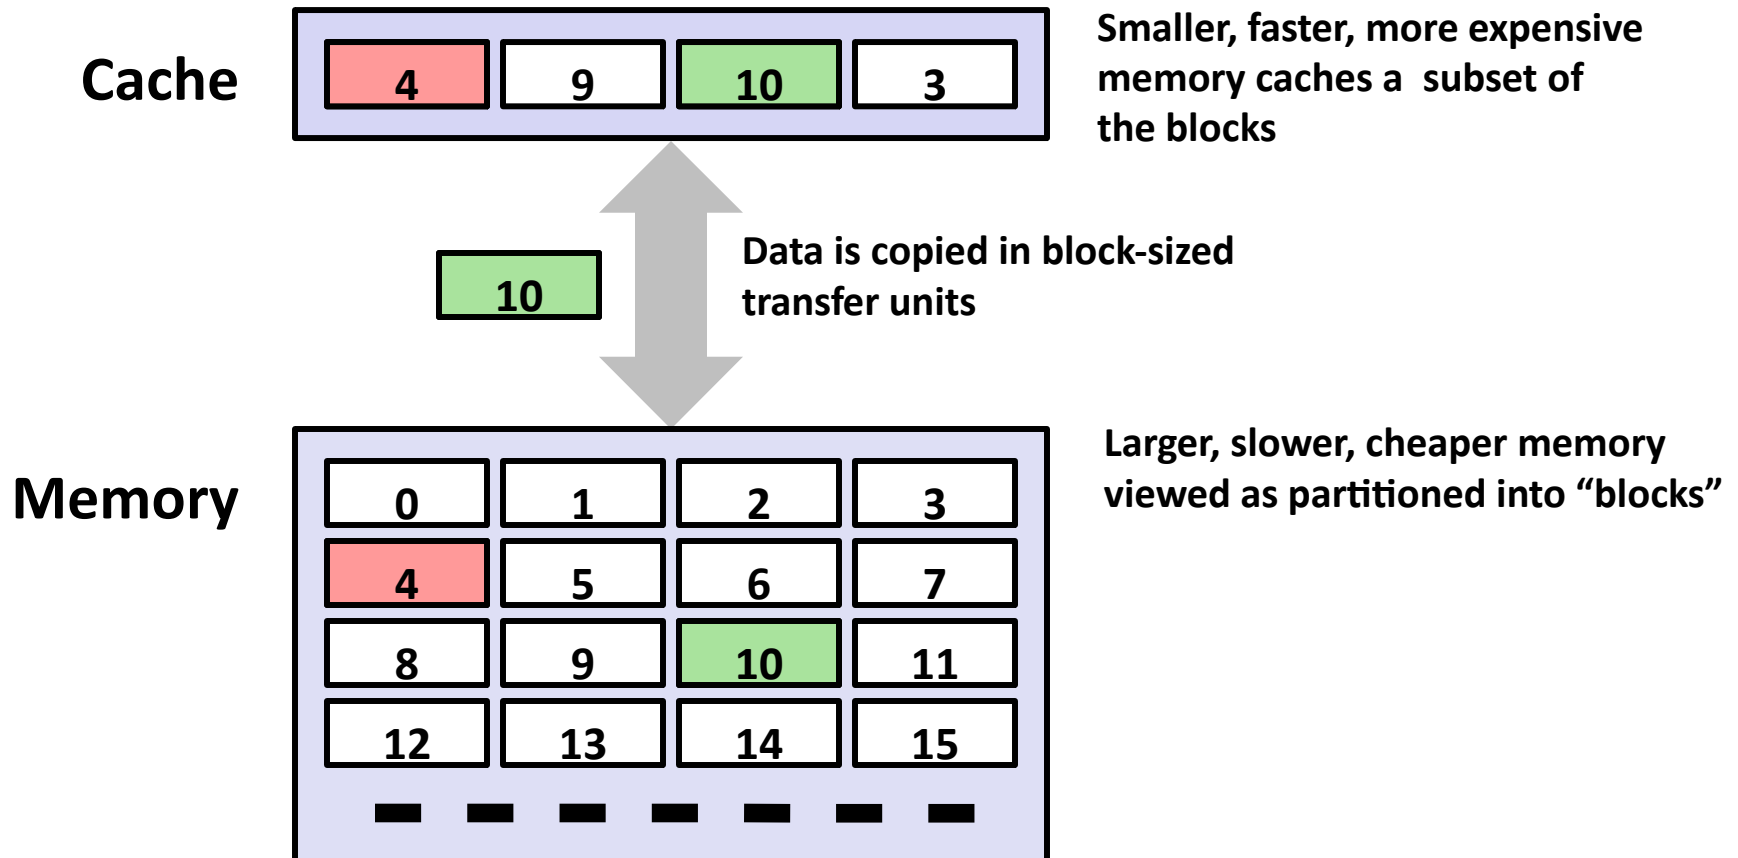 Cache
4 9 10 3
Smaller, faster, more expensive
memory caches a subset of
the blocks
10
Data is copied in block-sized
transfer units
Memory
0 1 2 3
4 5 6 7
8 9 10 11
12 13 14 15
Larger, slower, cheaper memory
viewed as partitioned into “blocks”